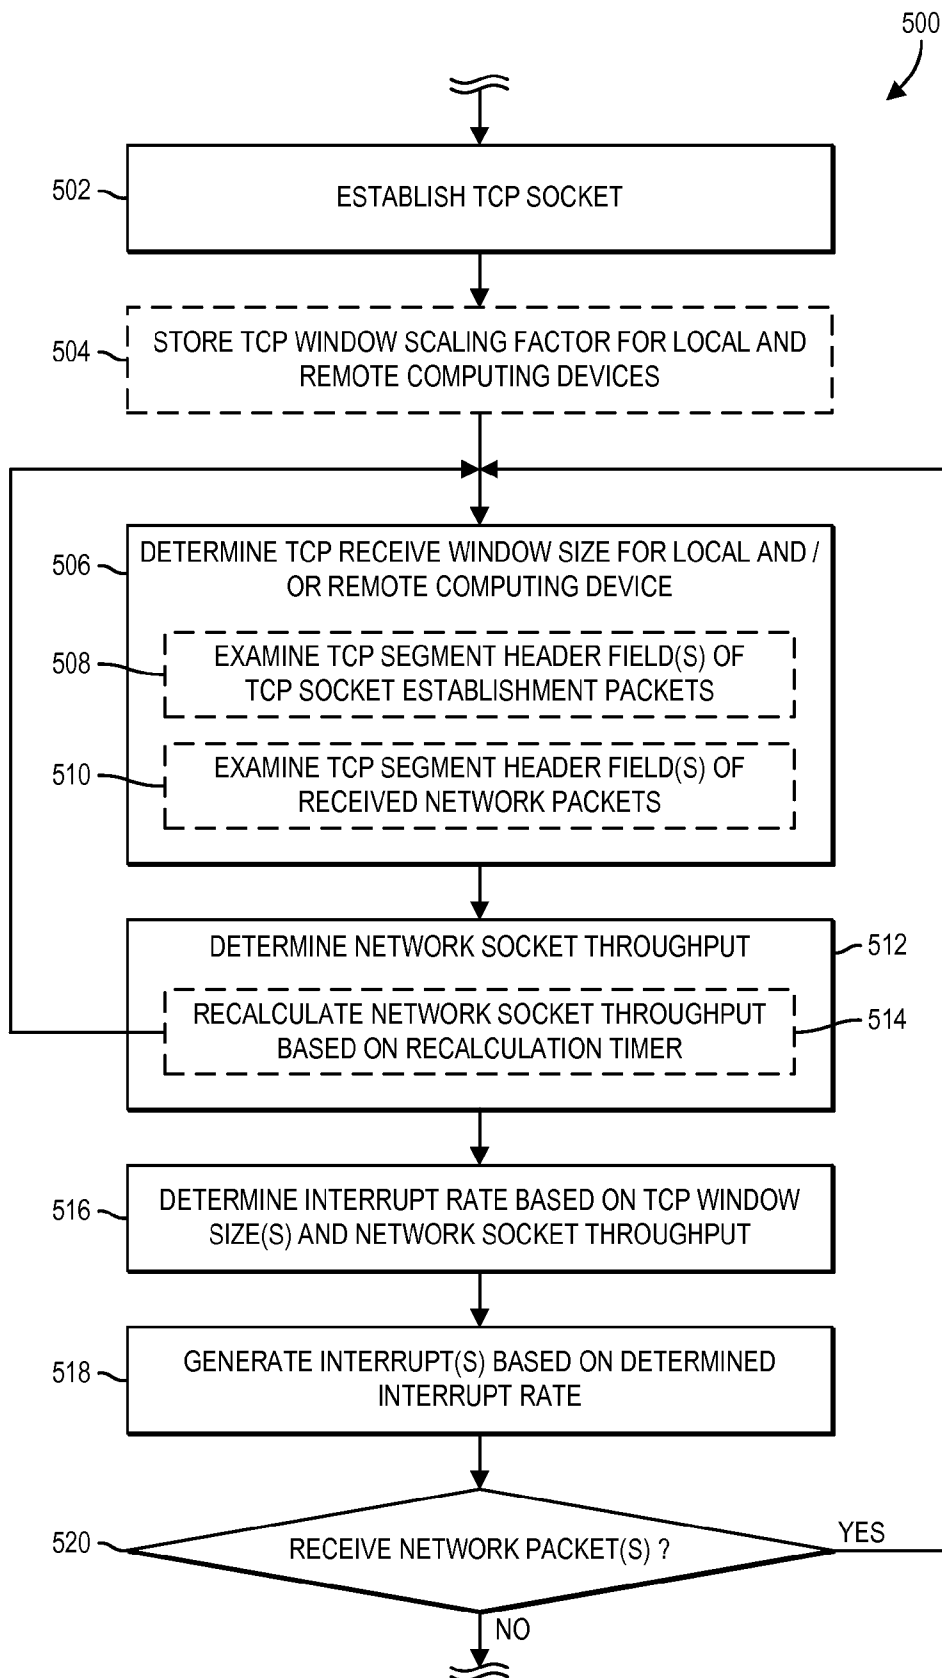 500
502
ESTABLISH TCP SOCKET
504
STORE TCP WINDOW SCALING FACTOR FOR LOCAL AND
REMOTE COMPUTING DEVICES
506
DETERMINE TCP RECEIVE WINDOW SIZE FOR LOCAL AND /
OR REMOTE COMPUTING DEVICE
508
EXAMINE TCP SEGMENT HEADER FIELD(S) OF
TCP SOCKET ESTABLISHMENT PACKETS
510
EXAMINE TCP SEGMENT HEADER FIELD(S) OF
RECEIVED NETWORK PACKETS
DETERMINE NETWORK SOCKET THROUGHPUT
512
RECALCULATE NETWORK SOCKET THROUGHPUT
BASED ON RECALCULATION TIMER
514
516
DETERMINE INTERRUPT RATE BASED ON TCP WINDOW
SIZE(S) AND NETWORK SOCKET THROUGHPUT
518
GENERATE INTERRUPT(S) BASED ON DETERMINED
INTERRUPT RATE
520
RECEIVE NETWORK PACKET(S) ?
YES
NO